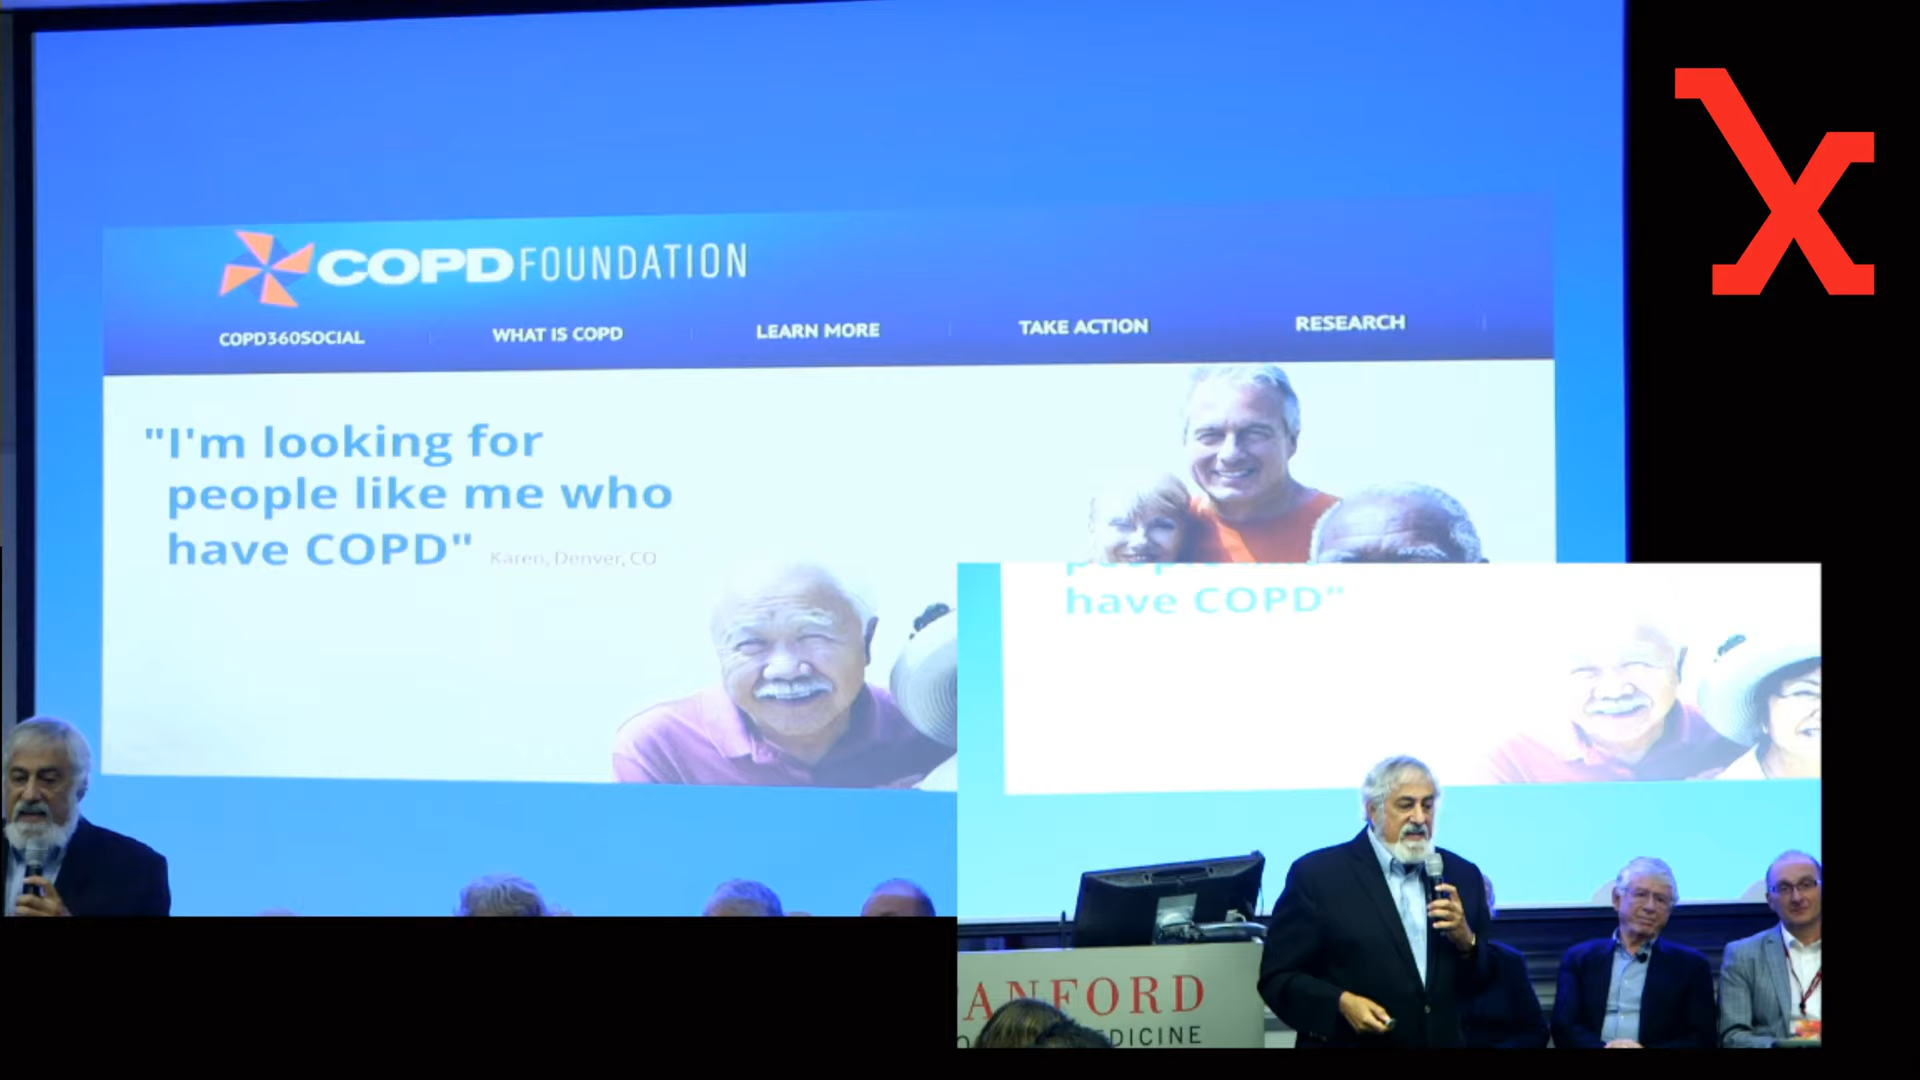 COPD FOUNDATION
COPD360SOCIAL
WHAT IS COPD
LEARN MORE
TAKE ACTION
RESEARCH
"I'm looking for
people like me who
have COPD" Karen, Denver, CO
have COPD"
ANFORD
DICINE
x